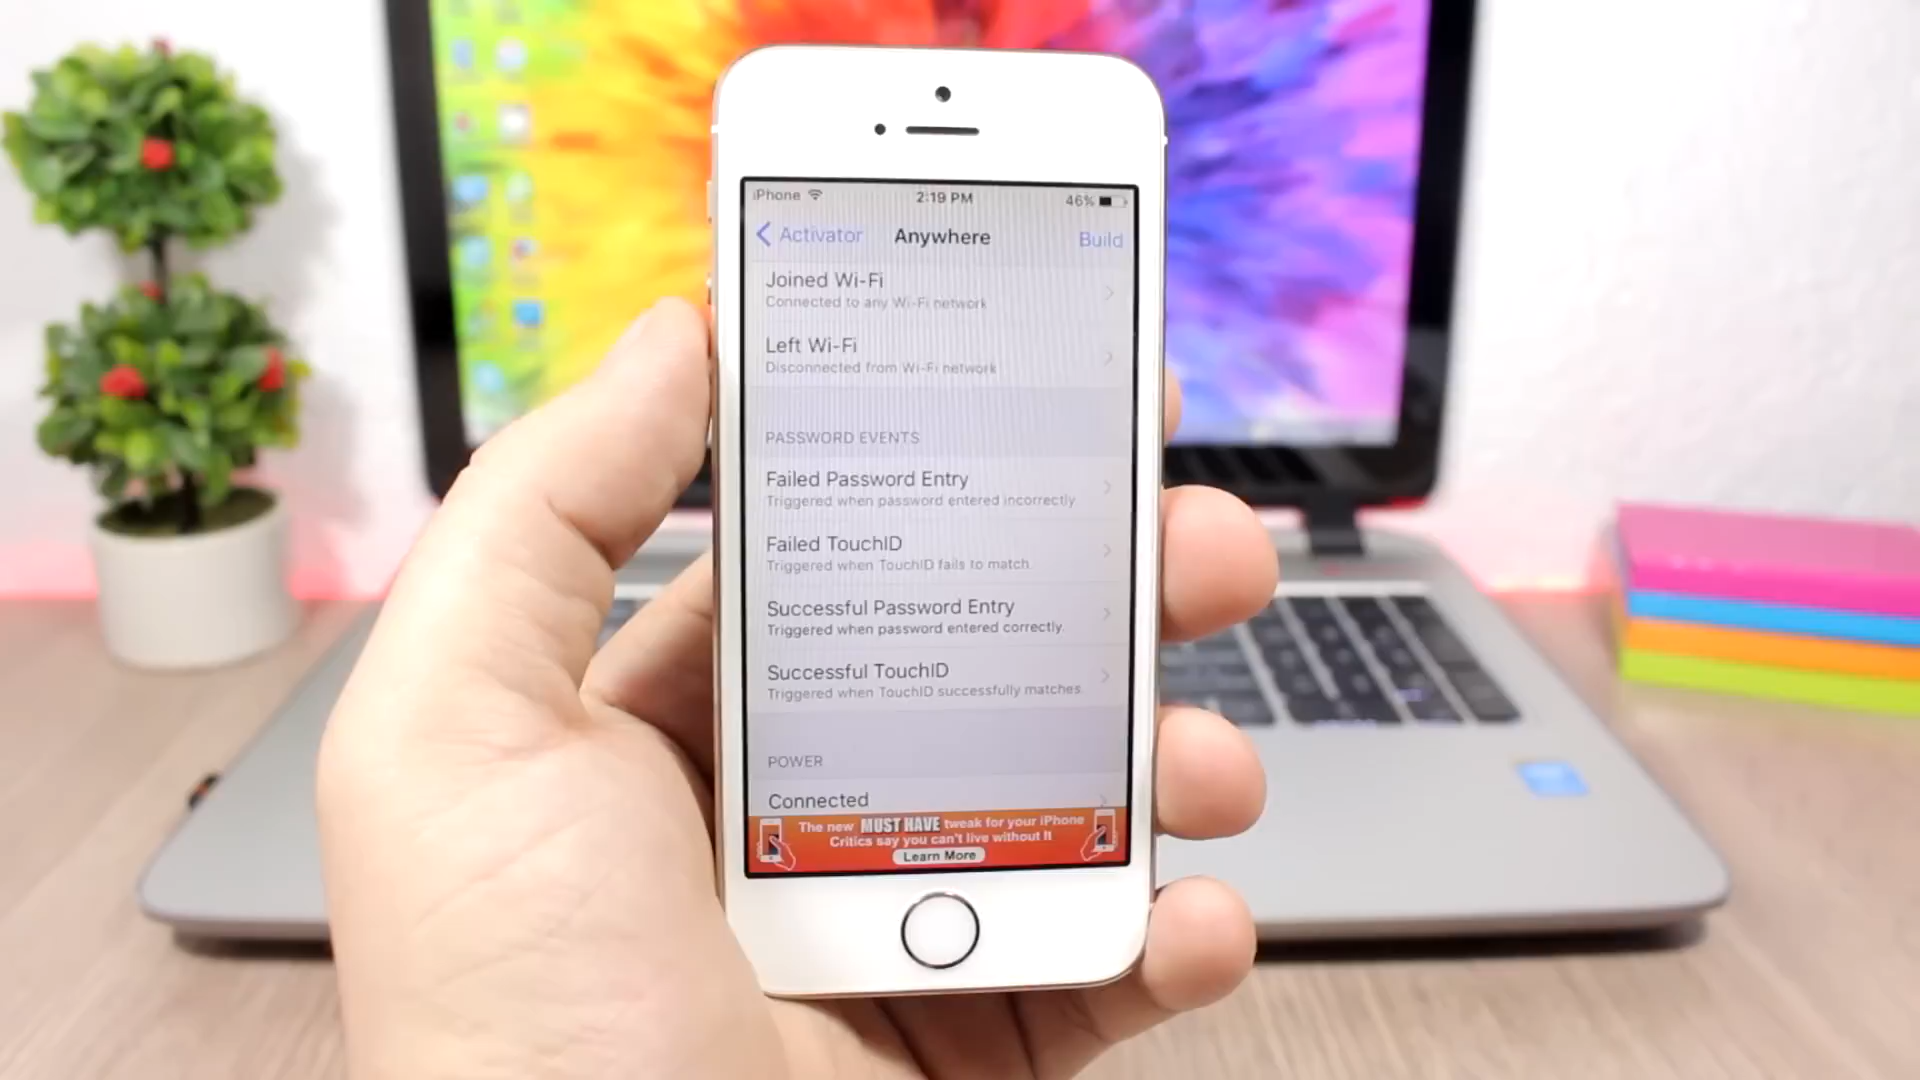 iPhone 2:19 PM 46%
Activator Anywhere Build
Joined Wi-Fi
Connected to any Wi-Fi network
Left Wi-Fi
Disconnected from Wi-Fi network
PASSWORD EVENTS
Failed Password Entry
Triggered when password entered incorrectly.
Failed TouchID
Triggered when TouchID fails to match.
Successful Password Entry
Triggered when password entered correctly.
Successful TouchID
Triggered when TouchID successfully matches.
POWER
Connected
The new MUST HAVE tweak for your iPhone
Critics say you can't live without It
Learn More